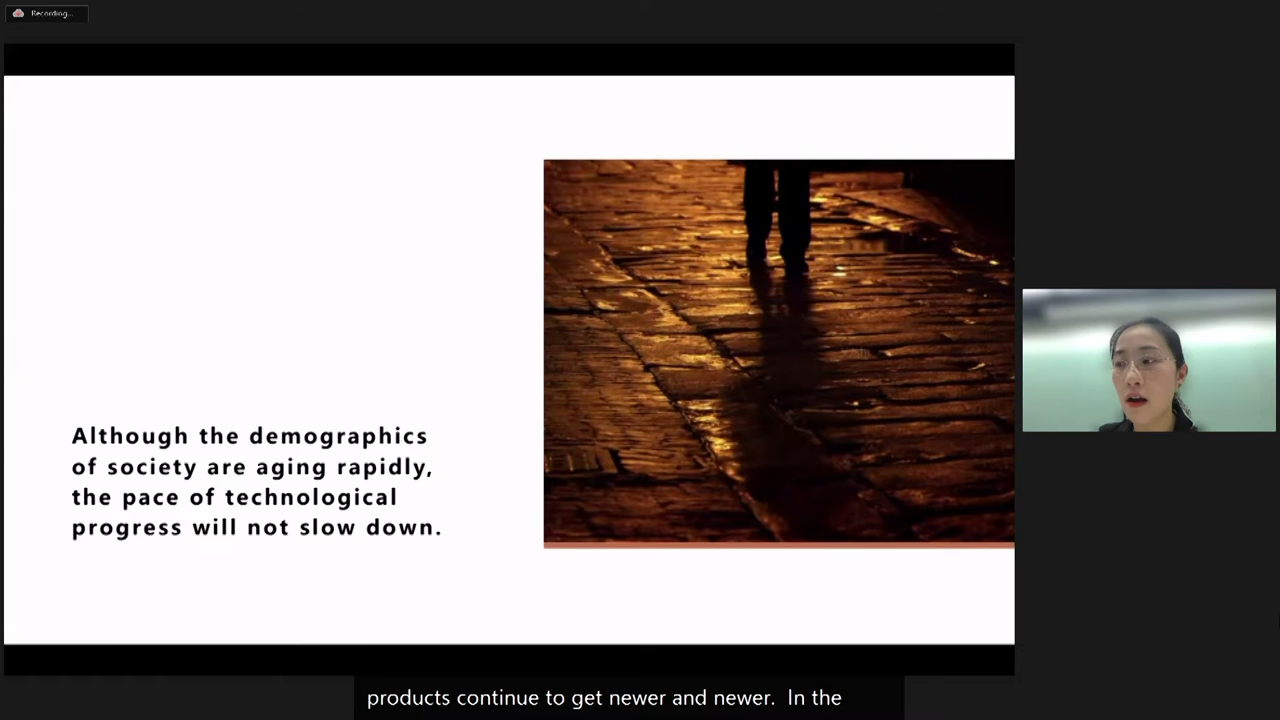 Recording...
Although the demographics
of society are aging rapidly,
the pace of technological
progress will not slow down.
products continue to get newer and newer. In the